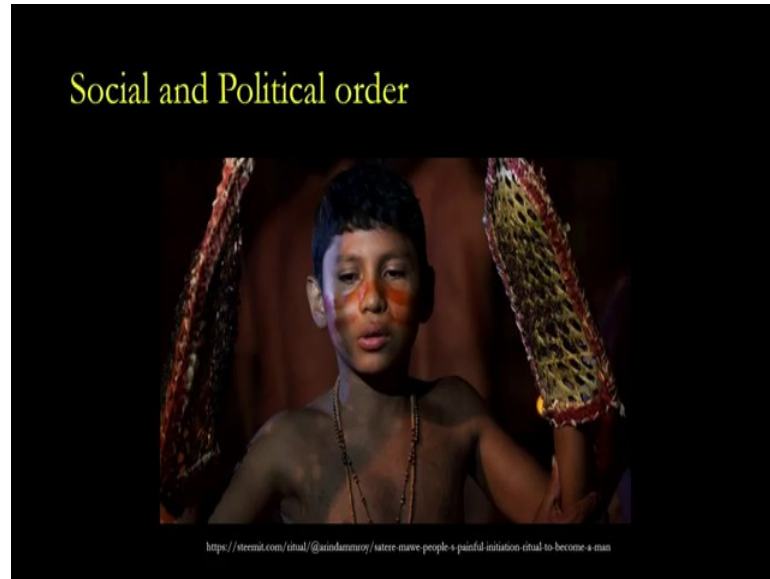 Social and Political order
https://steemit.com/ritual/@arindammroy/satere-mawe-people-s-painful-initiation-ritual-to-become-a-man